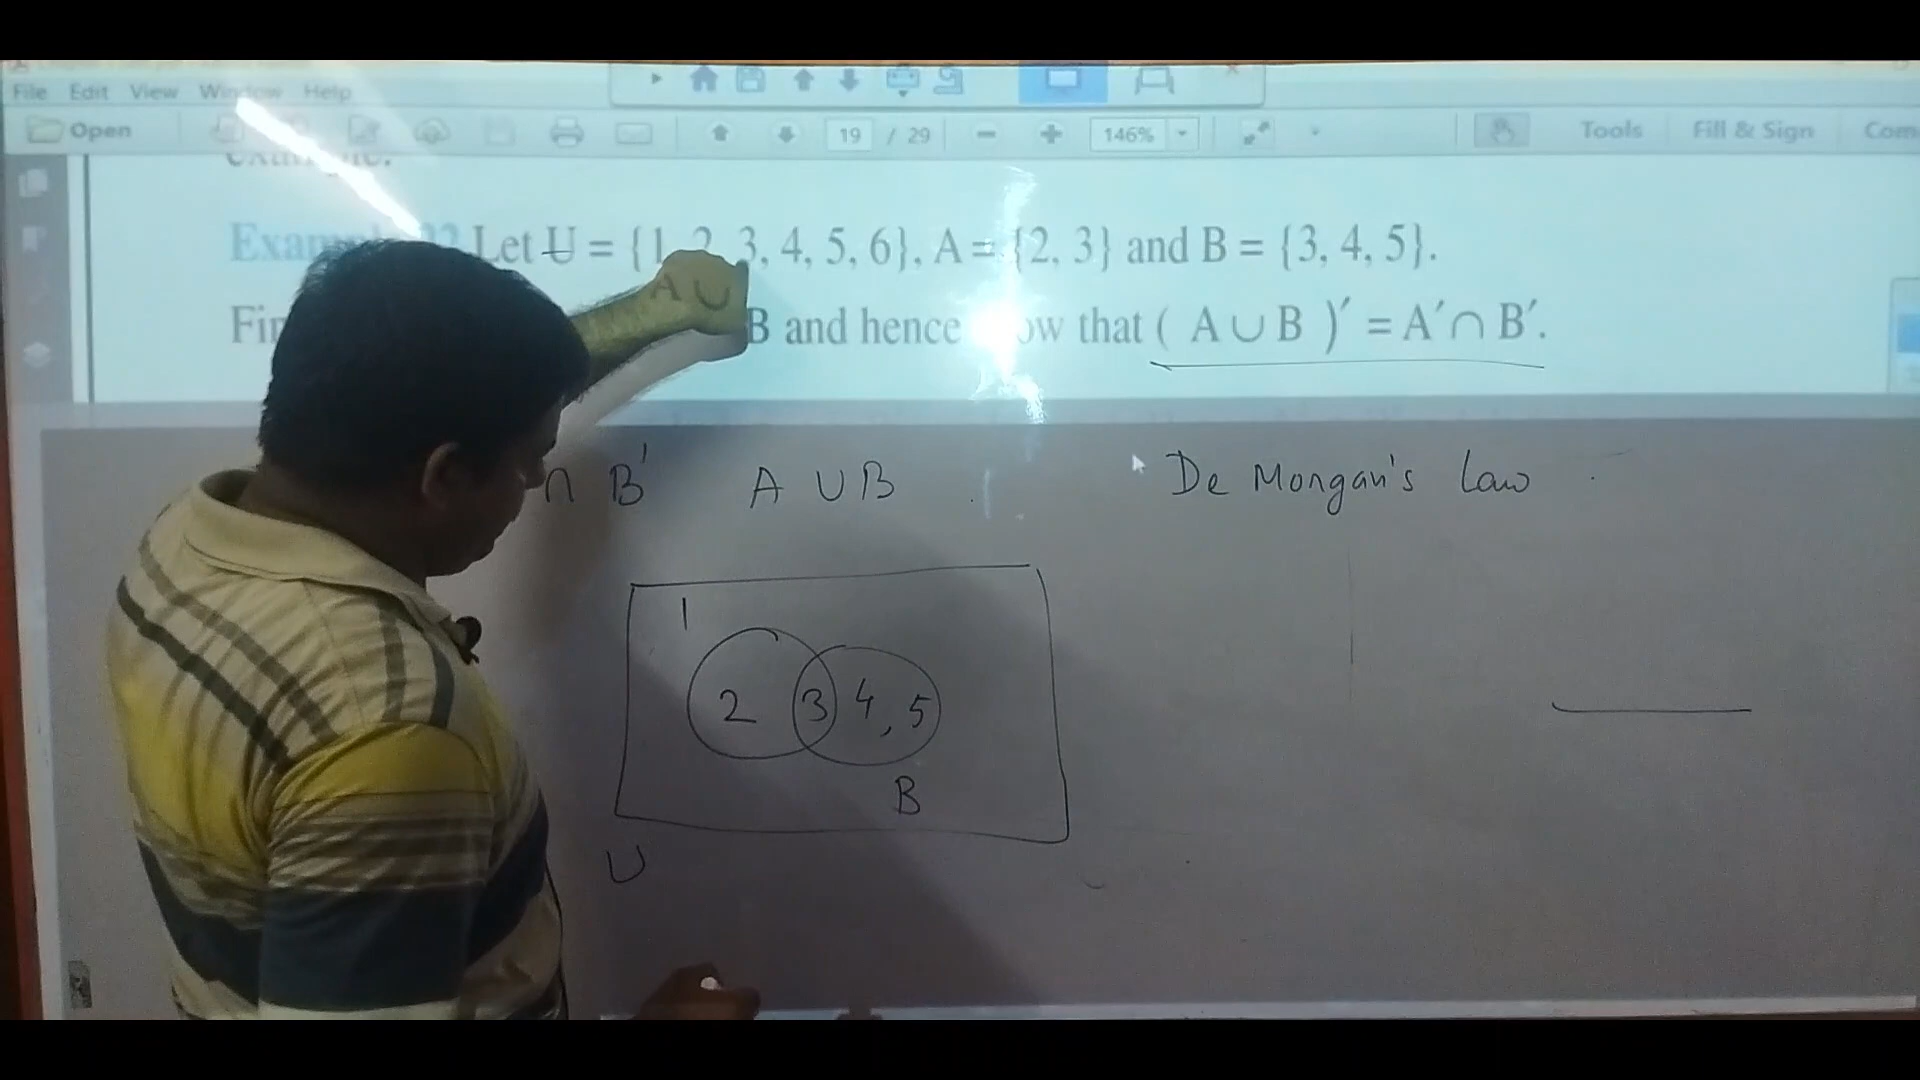 File Edit View Window Help
Open 19 / 29 146% Tools Fill & Sign
Let U = {1, 2, 3, 4, 5, 6}, A = {2, 3} and B = {3, 4, 5}.
A ∪ B and hence that ( A ∪ B )′ = A′ ∩ B′.
∩ B' A ∪ B De Morgan's Law
1
2 3 4, 5
B
U